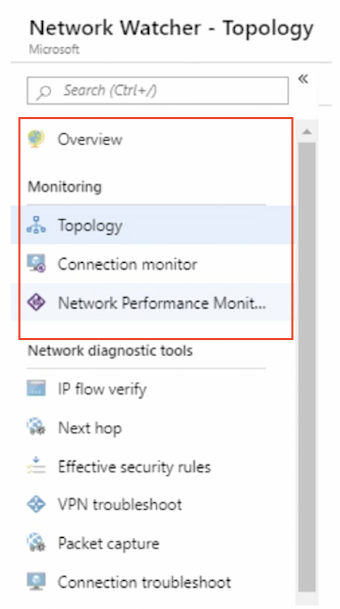 Network Watcher - Topology
Microsoft
Search (Ctrl+/)
«
Overview
Monitoring
Topology
Connection monitor
Network Performance Monit...
Network diagnostic tools
IP flow verify
Next hop
Effective security rules
VPN troubleshoot
Packet capture
Connection troubleshoot